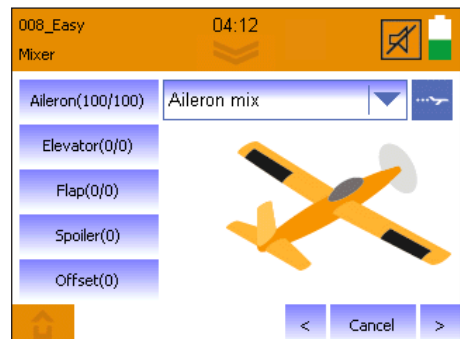 008_Easy 04:12
Mixer
Aileron(100/100) Aileron mix
Elevator(0/0)
Flap(0/0)
Spoiler(0)
Offset(0)
< Cancel >